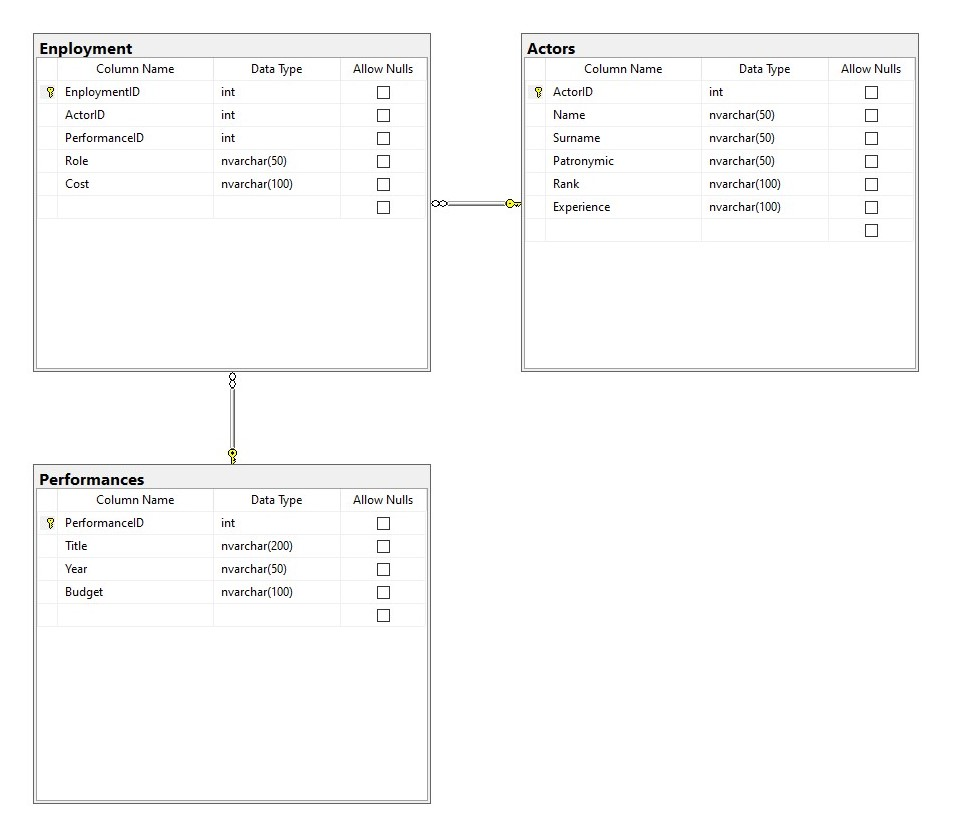 Enployment
Column Name Data Type Allow Nulls
EnploymentID int
ActorID int
PerformanceID int
Role nvarchar(50)
Cost nvarchar(100)
Actors
Column Name Data Type Allow Nulls
ActorID int
Name nvarchar(50)
Surname nvarchar(50)
Patronymic nvarchar(50)
Rank nvarchar(100)
Experience nvarchar(100)
Performances
Column Name Data Type Allow Nulls
PerformanceID int
Title nvarchar(200)
Year nvarchar(50)
Budget nvarchar(100)